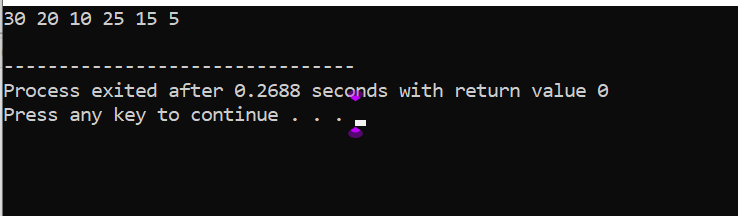 30 20 10 25 15 5
--------------------------------
Process exited after 0.2688 seconds with return value 0
Press any key to continue . . .